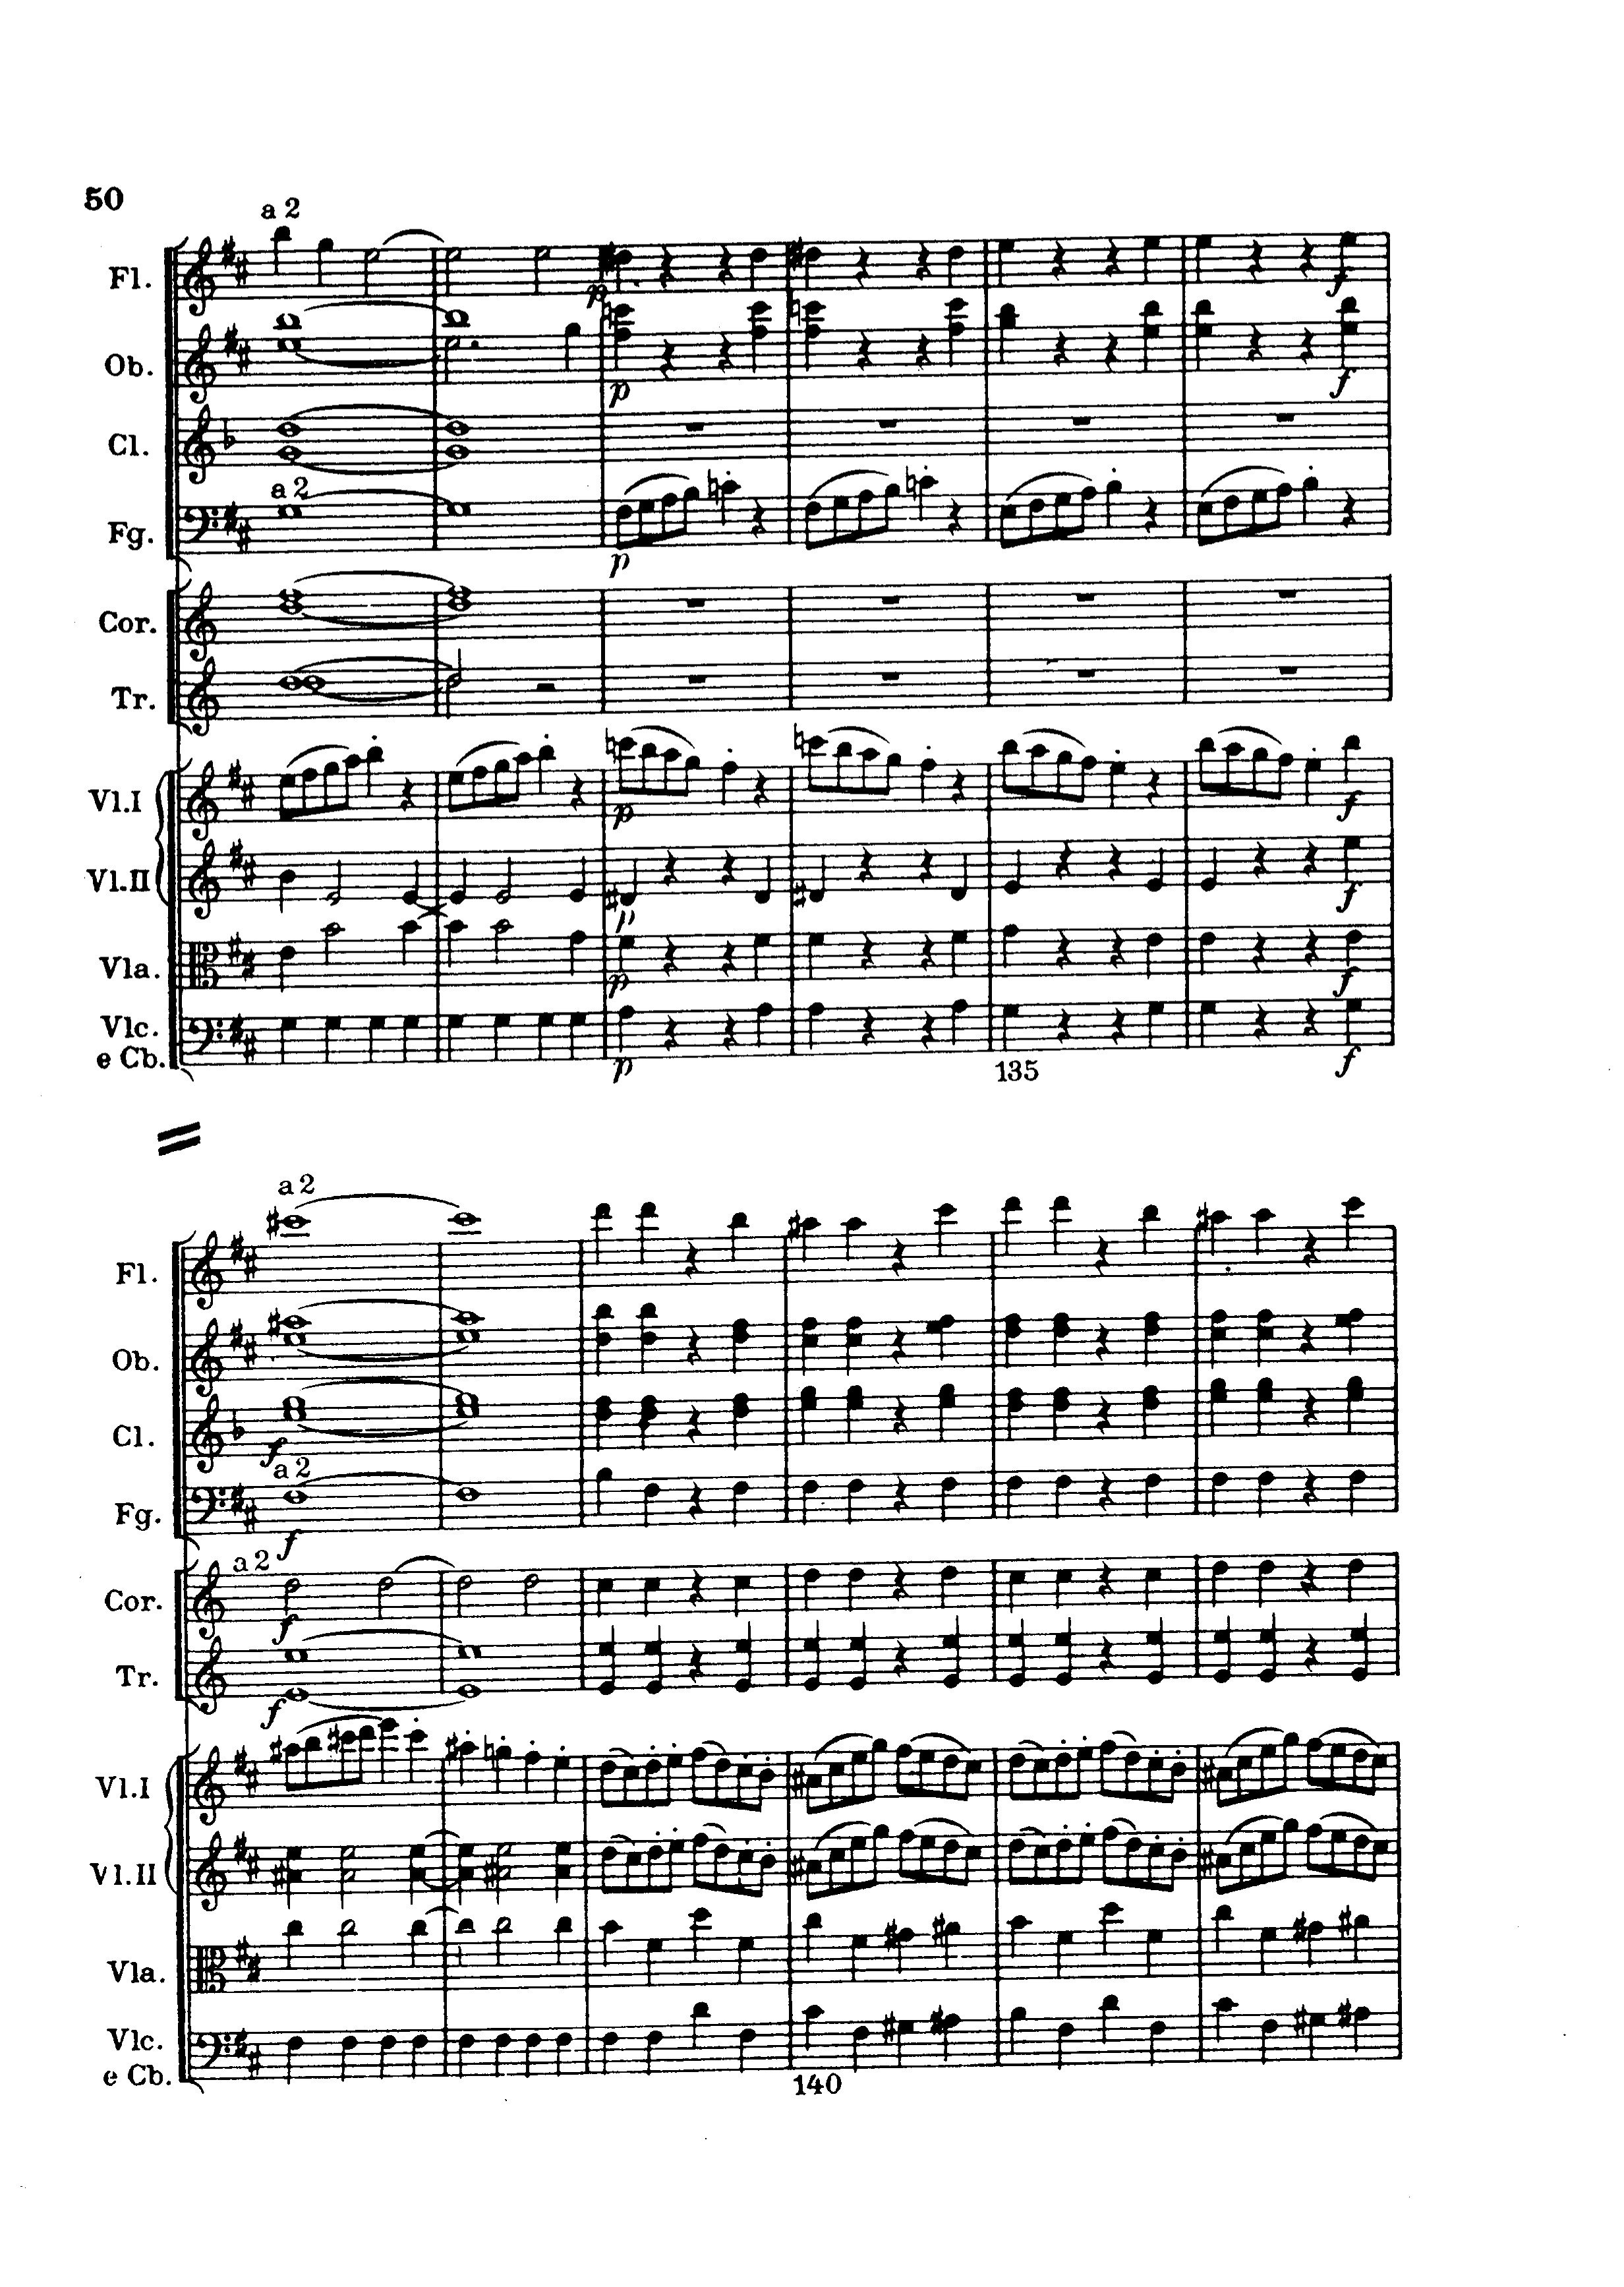 50
a 2
Fl.
p
f
Ob.
p
f
Cl.
a 2
Fg.
p
Cor.
Tr.
Vl.I
p
f
Vl.II
p
f
Vla.
p
f
Vlc.
e Cb.
p
135
f
a 2
Fl.
Ob.
Cl.
f
a 2
Fg.
f
a 2
Cor.
f
Tr.
f
Vl.I
Vl.II
Vla.
Vlc.
e Cb.
140